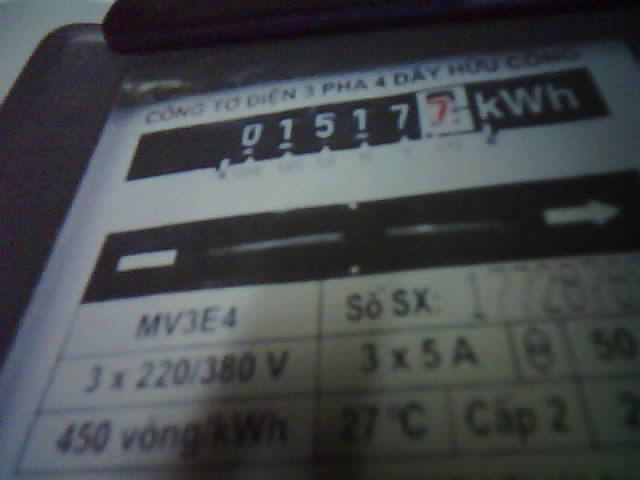 CÔNG TƠ ĐIỆN 3 PHA 4 DÂY HỮU CÔNG
015177 kWh
MV3E4 Số SX:
3 x 220/380 V 3 x 5 A 50
450 vòng/kWh 27 °C Cấp 2